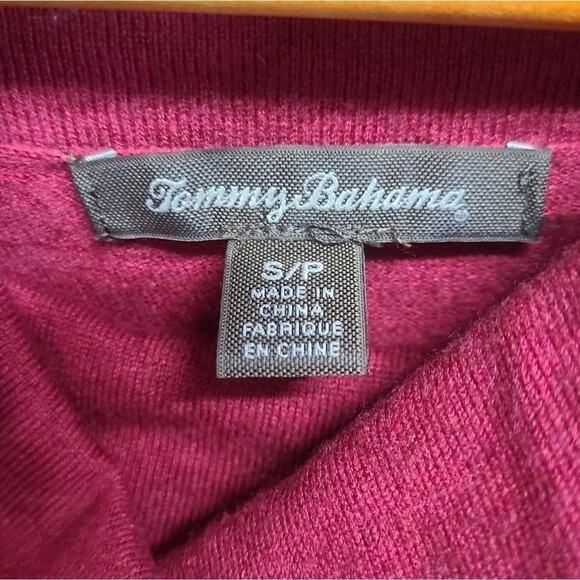 Tommy Bahama®
S/P
MADE IN
CHINA
FABRIQUE
EN CHINE